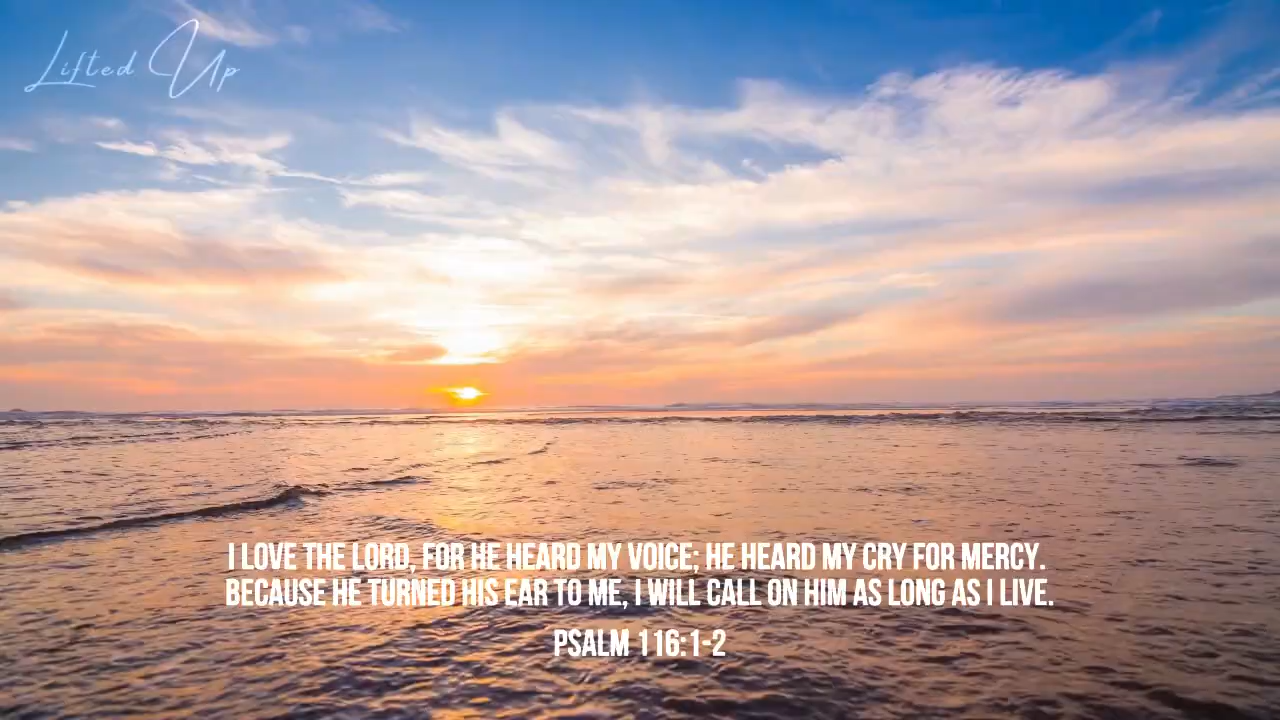 Lifted Up
I LOVE THE LORD, FOR HE HEARD MY VOICE; HE HEARD MY CRY FOR MERCY.
BECAUSE HE TURNED HIS EAR TO ME, I WILL CALL ON HIM AS LONG AS I LIVE.
PSALM 116:1-2